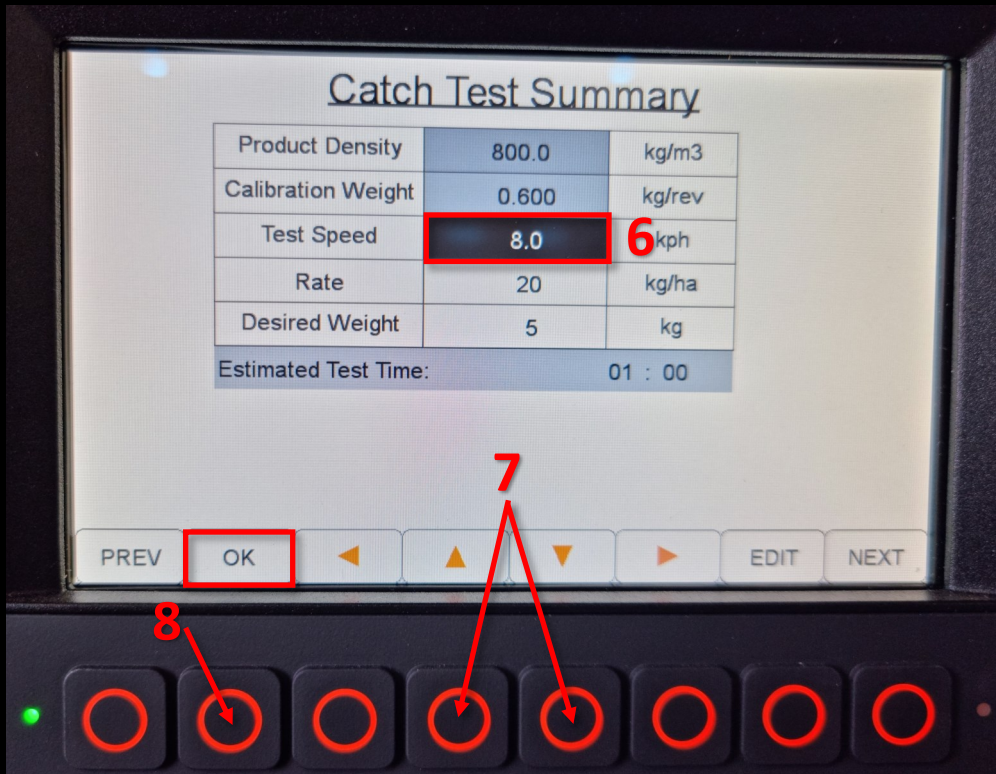 Catch Test Summary
Product Density 800.0 kg/m3
Calibration Weight 0.600 kg/rev
Test Speed 8.0 6 kph
Rate 20 kg/ha
Desired Weight 5 kg
Estimated Test Time: 01 : 00
7
PREV OK ◀ ▲ ▼ ▶ EDIT NEXT
8